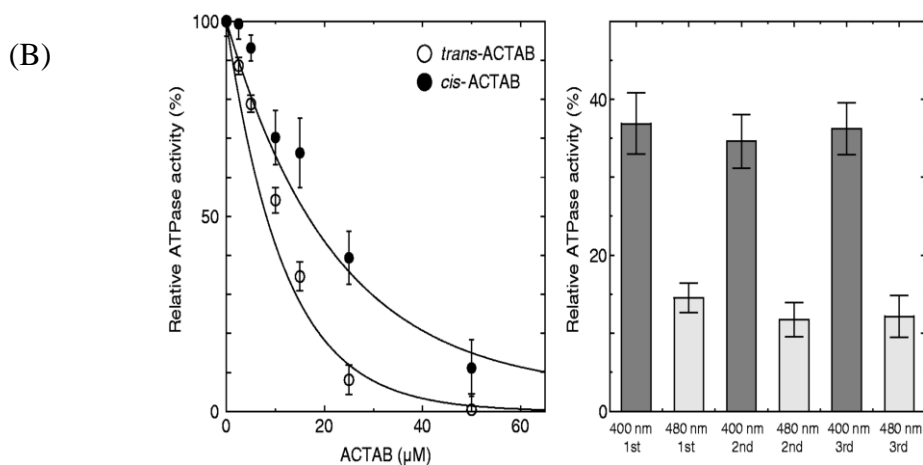 (B)
Relative ATPase activity (%)
100
50
0
trans-ACTAB
cis-ACTAB
0 20 40 60
ACTAB (µM)
Relative ATPase activity (%)
40
20
0
400 nm 480 nm 400 nm 480 nm 400 nm 480 nm
1st 1st 2nd 2nd 3rd 3rd